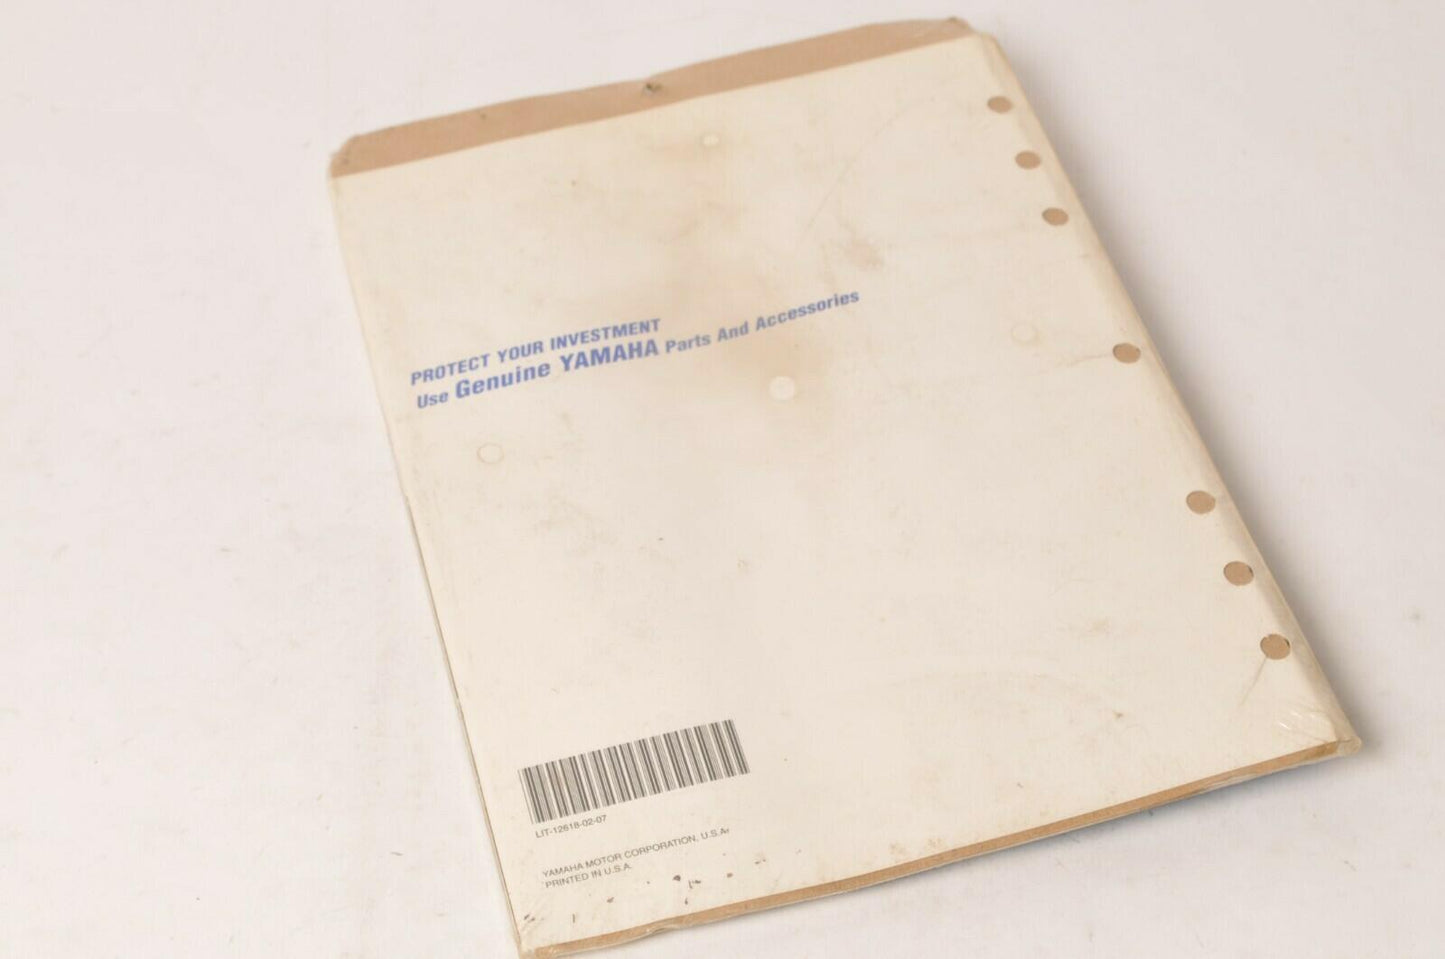 PROTECT YOUR INVESTMENT
Use Genuine YAMAHA Parts And Accessories
LIT-12618-02-07
YAMAHA MOTOR CORPORATION, U.S.A.
PRINTED IN U.S.A.